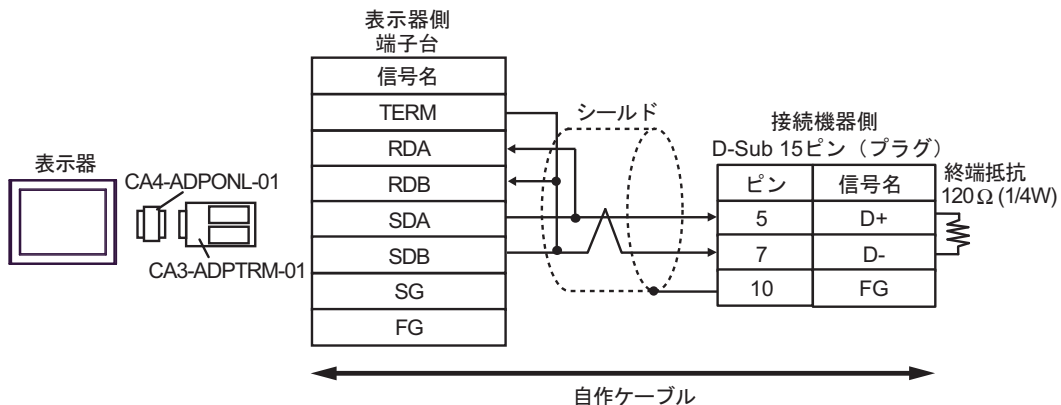 表示器
CA4-ADPONL-01
CA3-ADPTRM-01
表示器側
端子台
信号名
TERM
RDA
RDB
SDA
SDB
SG
FG
シールド
接続機器側
D-Sub 15ピン（プラグ）
ピン 信号名
5 D+
7 D-
10 FG
終端抵抗
120Ω (1/4W)
自作ケーブル